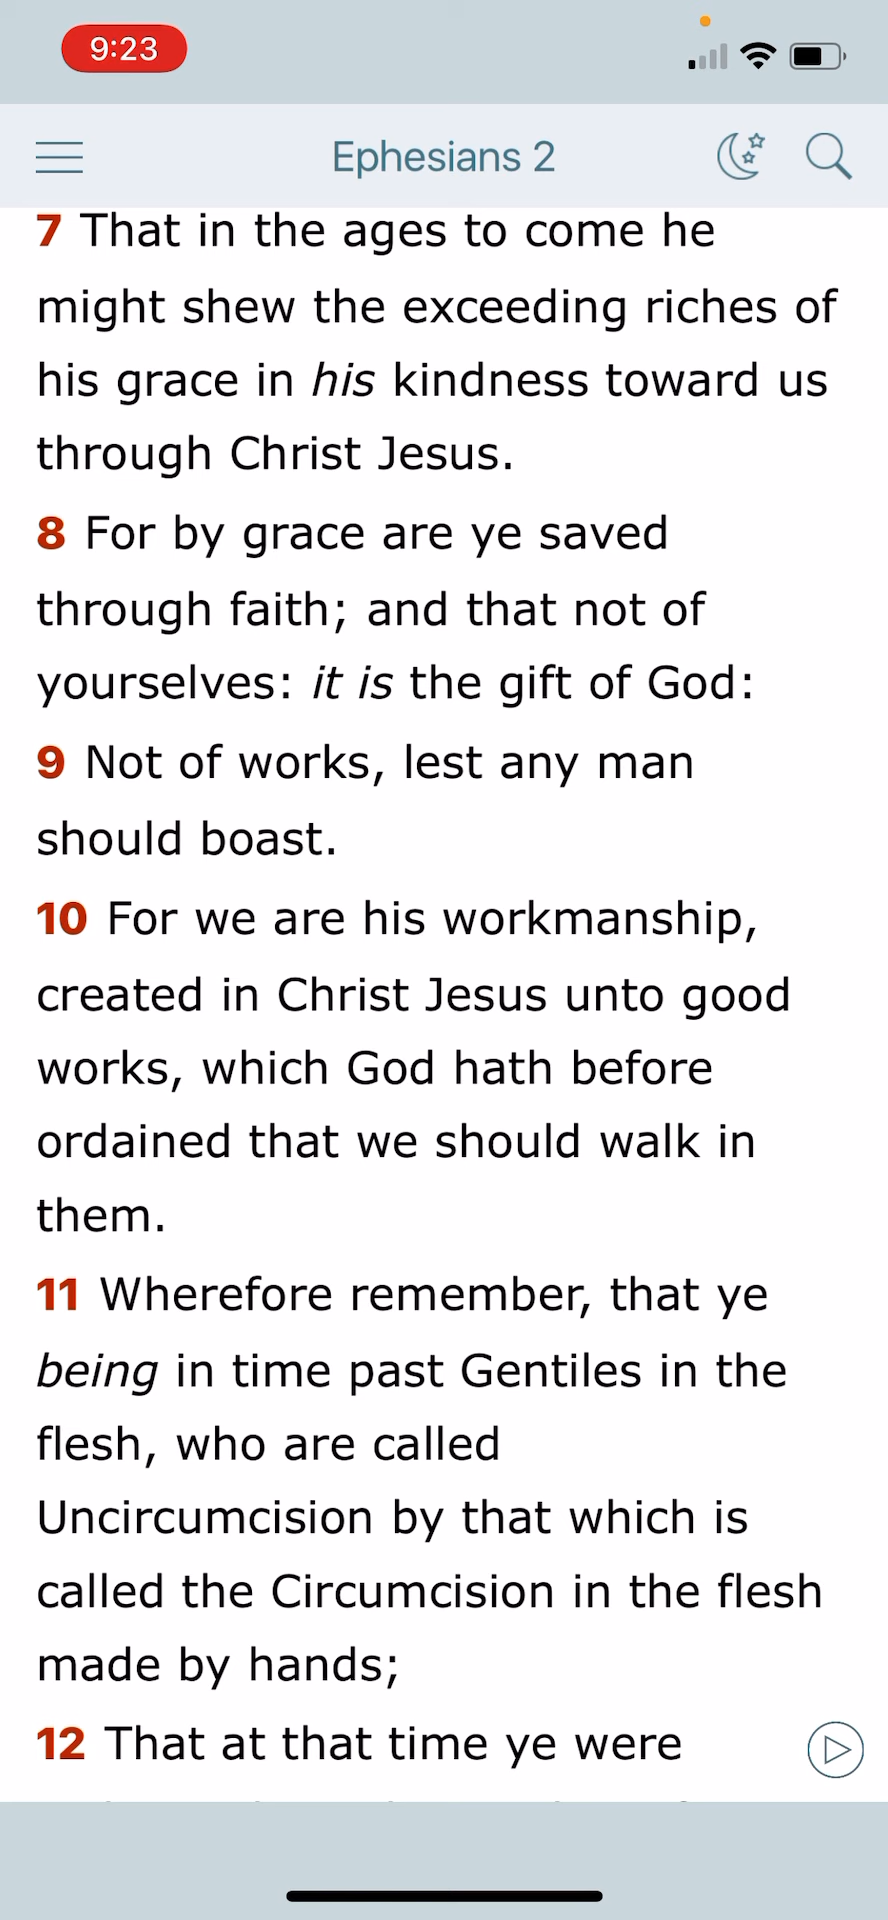 9:23
Ephesians 2
7 That in the ages to come he
might shew the exceeding riches of
his grace in his kindness toward us
through Christ Jesus.
8 For by grace are ye saved
through faith; and that not of
yourselves: it is the gift of God:
9 Not of works, lest any man
should boast.
10 For we are his workmanship,
created in Christ Jesus unto good
works, which God hath before
ordained that we should walk in
them.
11 Wherefore remember, that ye
being in time past Gentiles in the
flesh, who are called
Uncircumcision by that which is
called the Circumcision in the flesh
made by hands;
12 That at that time ye were